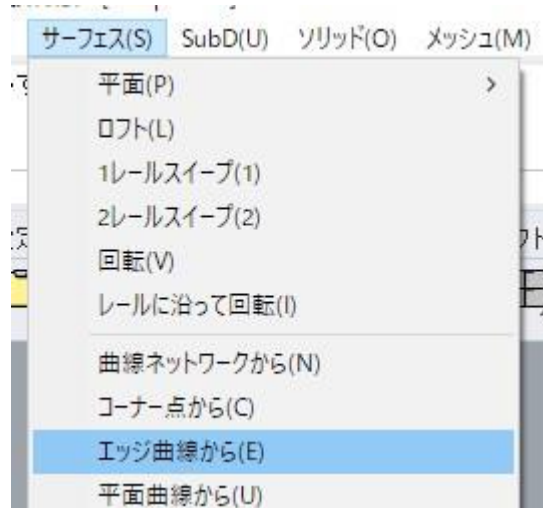 サーフェス(S) SubD(U) ソリッド(O) メッシュ(M)
平面(P)
ロフト(L)
1レールスイープ(1)
2レールスイープ(2)
回転(V)
レールに沿って回転(I)
曲線ネットワークから(N)
コーナー点から(C)
エッジ曲線から(E)
平面曲線から(U)